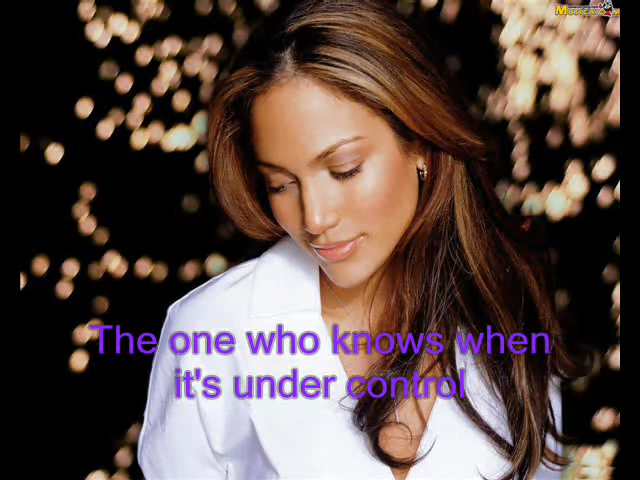 The one who knows when
it's under control